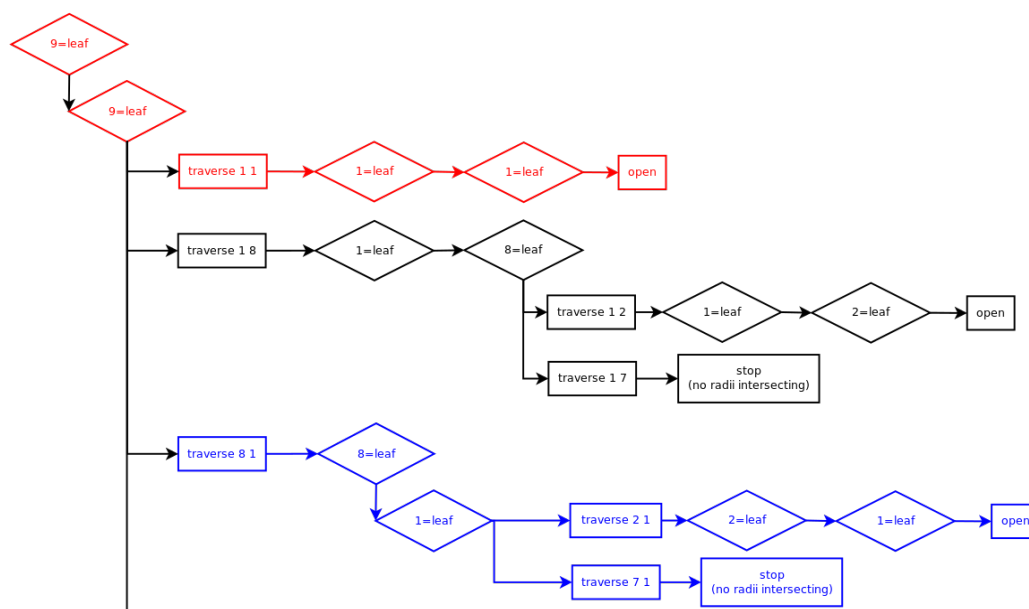 9=leaf
9=leaf
traverse 1 1
1=leaf
1=leaf
open
traverse 1 8
1=leaf
8=leaf
traverse 1 2
1=leaf
2=leaf
open
traverse 1 7
stop
(no radii intersecting)
traverse 8 1
8=leaf
1=leaf
traverse 2 1
2=leaf
1=leaf
open
traverse 7 1
stop
(no radii intersecting)